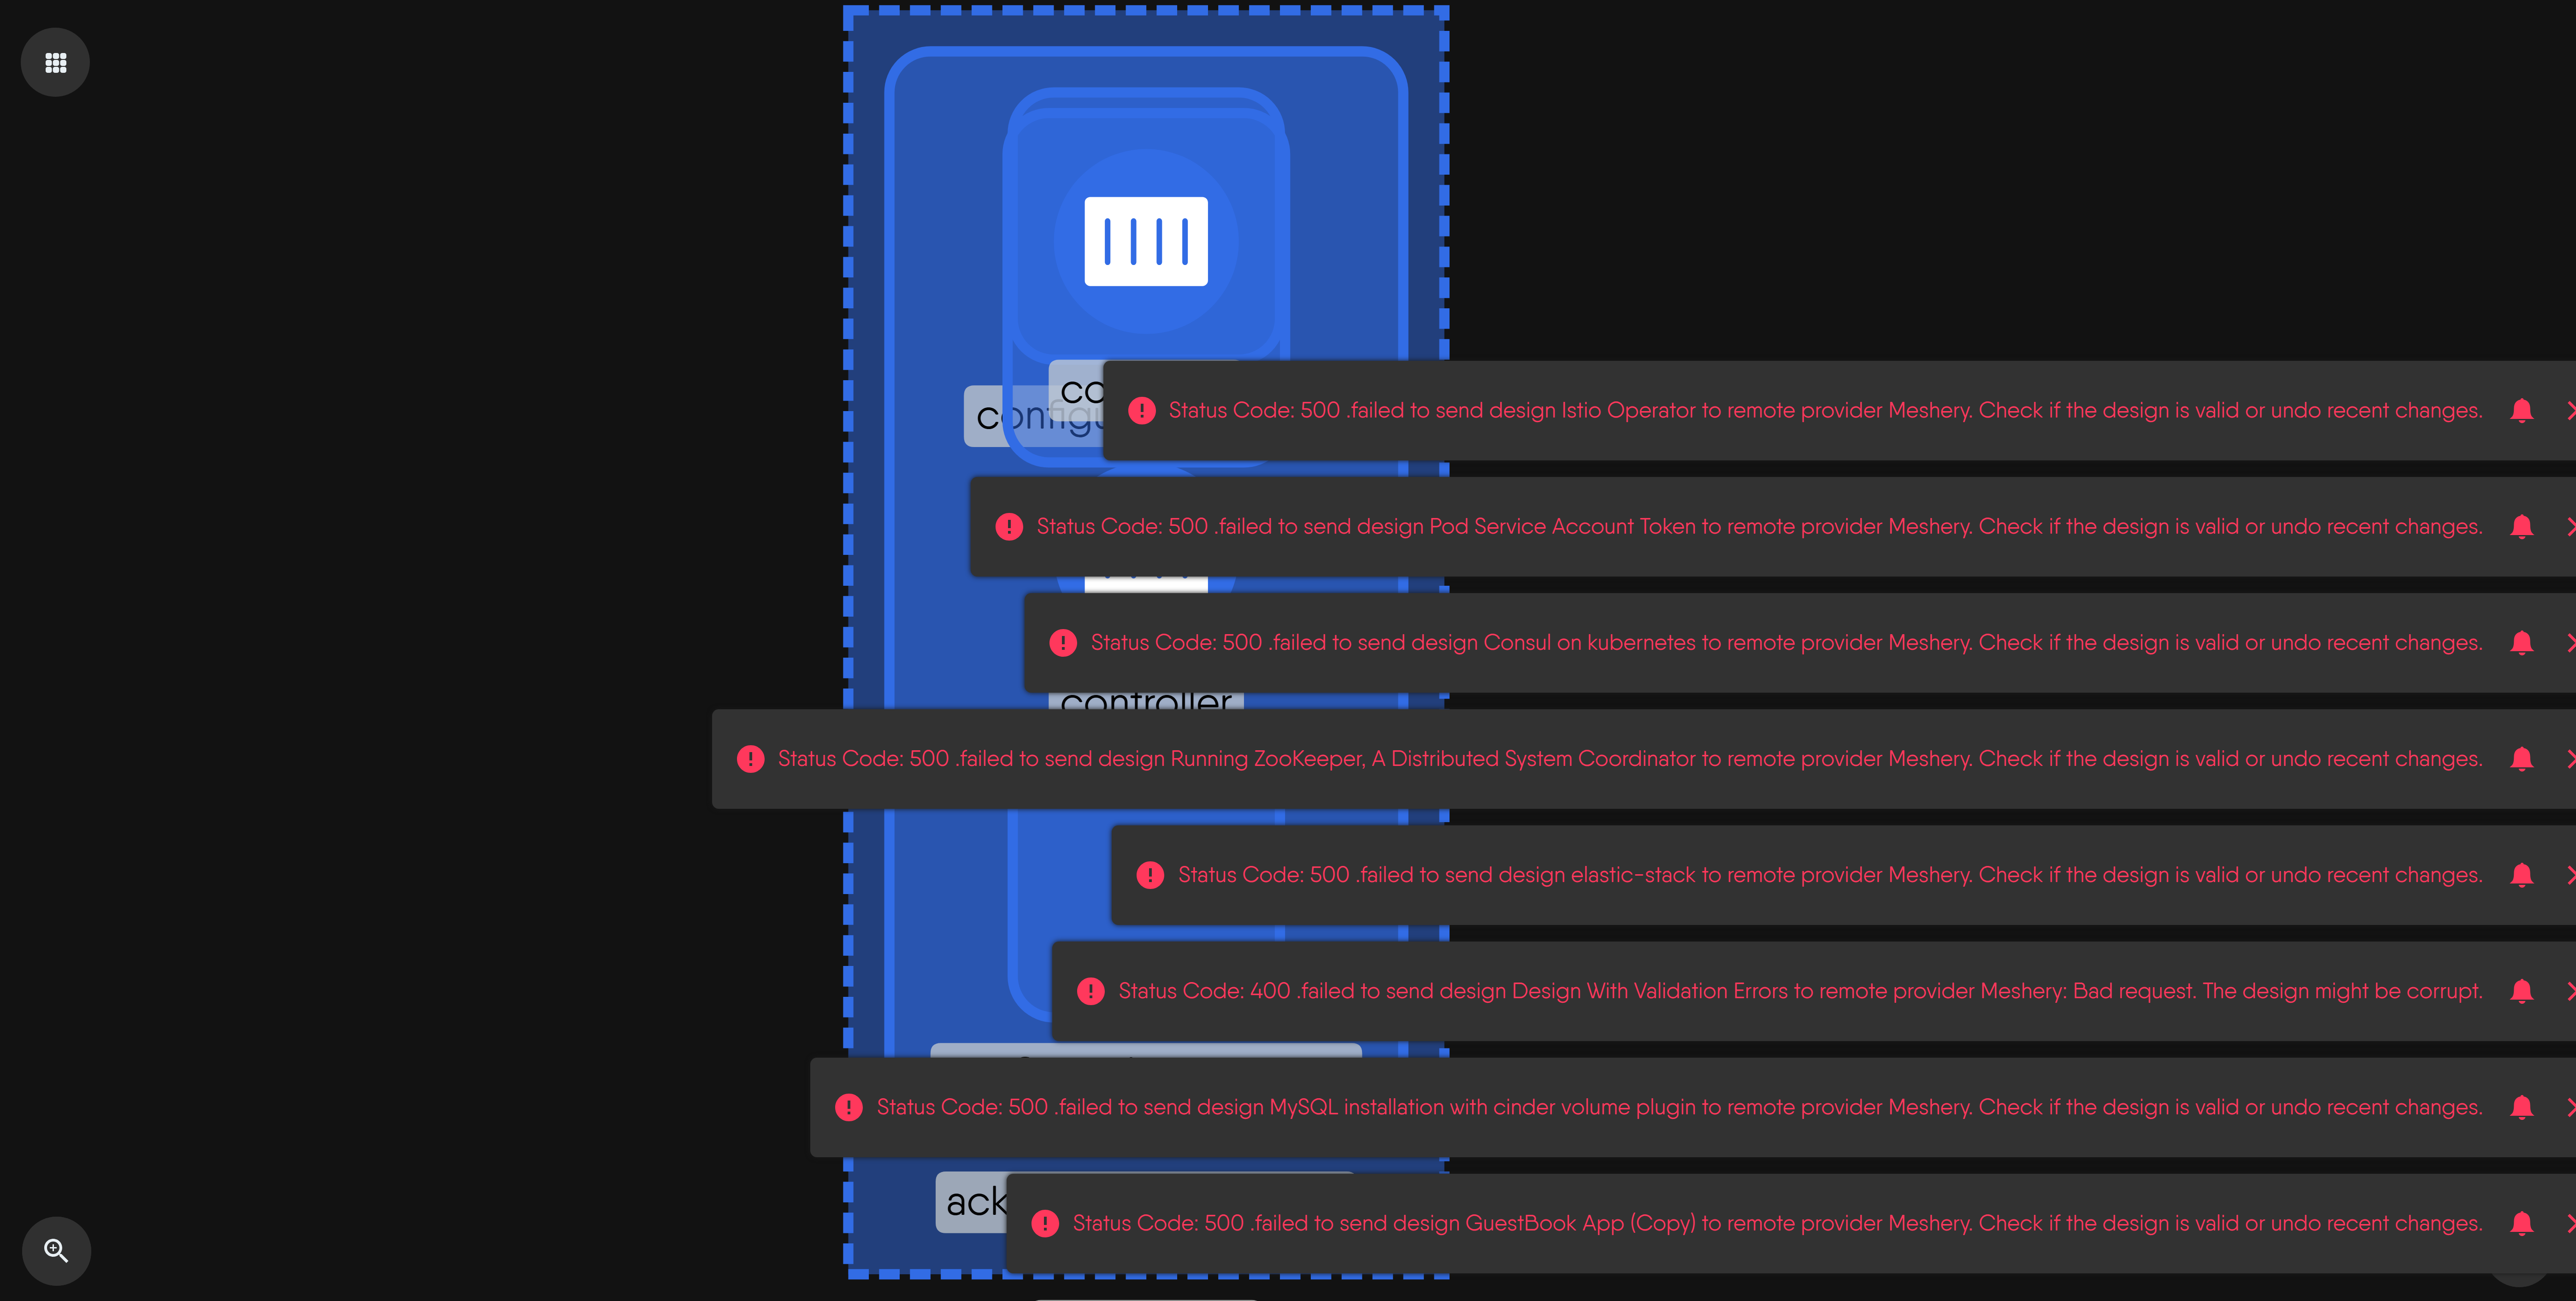 co
configu
Status Code: 500 .failed to send design Istio Operator to remote provider Meshery. Check if the design is valid or undo recent changes.
Status Code: 500 .failed to send design Pod Service Account Token to remote provider Meshery. Check if the design is valid or undo recent changes.
Status Code: 500 .failed to send design Consul on kubernetes to remote provider Meshery. Check if the design is valid or undo recent changes.
controller
Status Code: 500 .failed to send design Running ZooKeeper, A Distributed System Coordinator to remote provider Meshery. Check if the design is valid or undo recent changes.
Status Code: 500 .failed to send design elastic-stack to remote provider Meshery. Check if the design is valid or undo recent changes.
Status Code: 400 .failed to send design Design With Validation Errors to remote provider Meshery: Bad request. The design might be corrupt.
Status Code: 500 .failed to send design MySQL installation with cinder volume plugin to remote provider Meshery. Check if the design is valid or undo recent changes.
ack
Status Code: 500 .failed to send design GuestBook App (Copy) to remote provider Meshery. Check if the design is valid or undo recent changes.